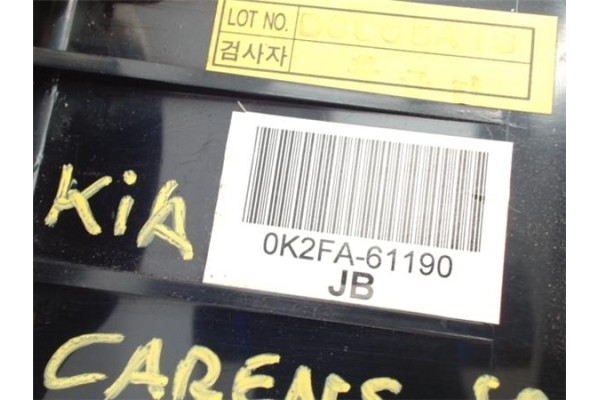 LOT NO.
검사자
KiA
0K2FA-61190
JB
CARENS